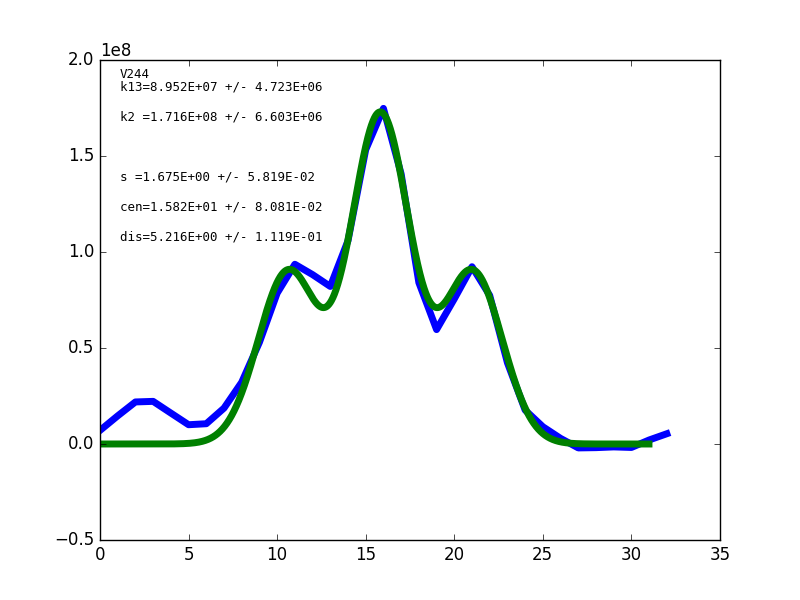 1e8
2.0
V244
k13=8.952E+07 +/- 4.723E+06
k2 =1.716E+08 +/- 6.603E+06
1.5
s =1.675E+00 +/- 5.819E-02
cen=1.582E+01 +/- 8.081E-02
dis=5.216E+00 +/- 1.119E-01
1.0
0.5
0.0
−0.5
0 5 10 15 20 25 30 35